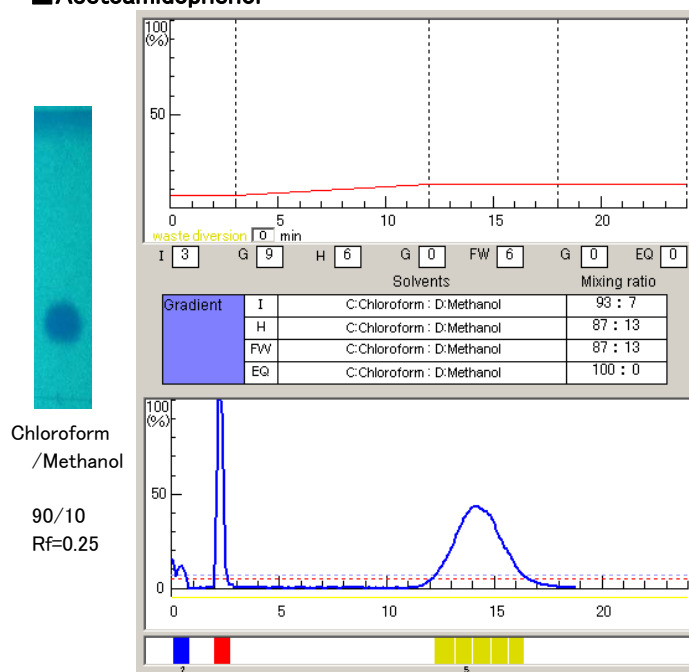 100
(%)
50
0 5 10 15 20
waste diversion 0 min
I 3 G 9 H 6 G 0 FW 6 G 0 EQ 0
Solvents Mixing ratio
Gradient I C:Chloroform : D:Methanol 93 : 7
H C:Chloroform : D:Methanol 87 : 13
FW C:Chloroform : D:Methanol 87 : 13
EQ C:Chloroform : D:Methanol 100 : 0
Chloroform
/Methanol
90/10
Rf=0.25
100
(%)
50
0
0 5 10 15 20